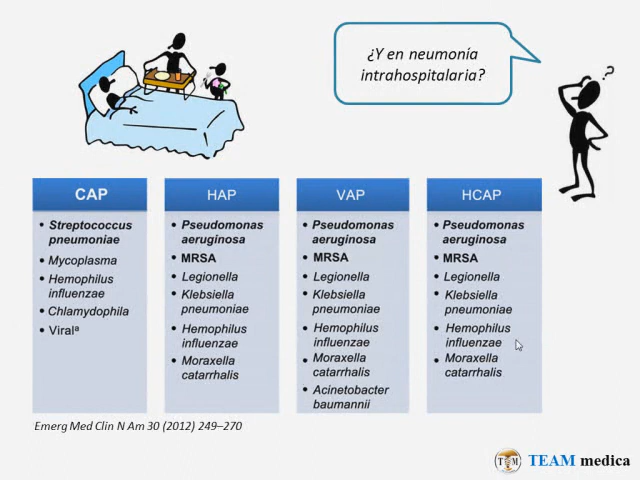 ¿Y en neumonía
intrahospitalaria?
?
CAP
• Streptococcus
pneumoniae
• Mycoplasma
• Hemophilus
influenzae
• Chlamydophila
• Viralᵃ
HAP
• Pseudomonas
aeruginosa
• MRSA
• Legionella
• Klebsiella
pneumoniae
• Hemophilus
influenzae
• Moraxella
catarrhalis
VAP
• Pseudomonas
aeruginosa
• MRSA
• Legionella
• Klebsiella
pneumoniae
• Hemophilus
influenzae
• Moraxella
catarrhalis
• Acinetobacter
baumannii
HCAP
• Pseudomonas
aeruginosa
• MRSA
• Legionella
• Klebsiella
pneumoniae
• Hemophilus
influenzae
• Moraxella
catarrhalis
Emerg Med Clin N Am 30 (2012) 249–270
TEAM medica